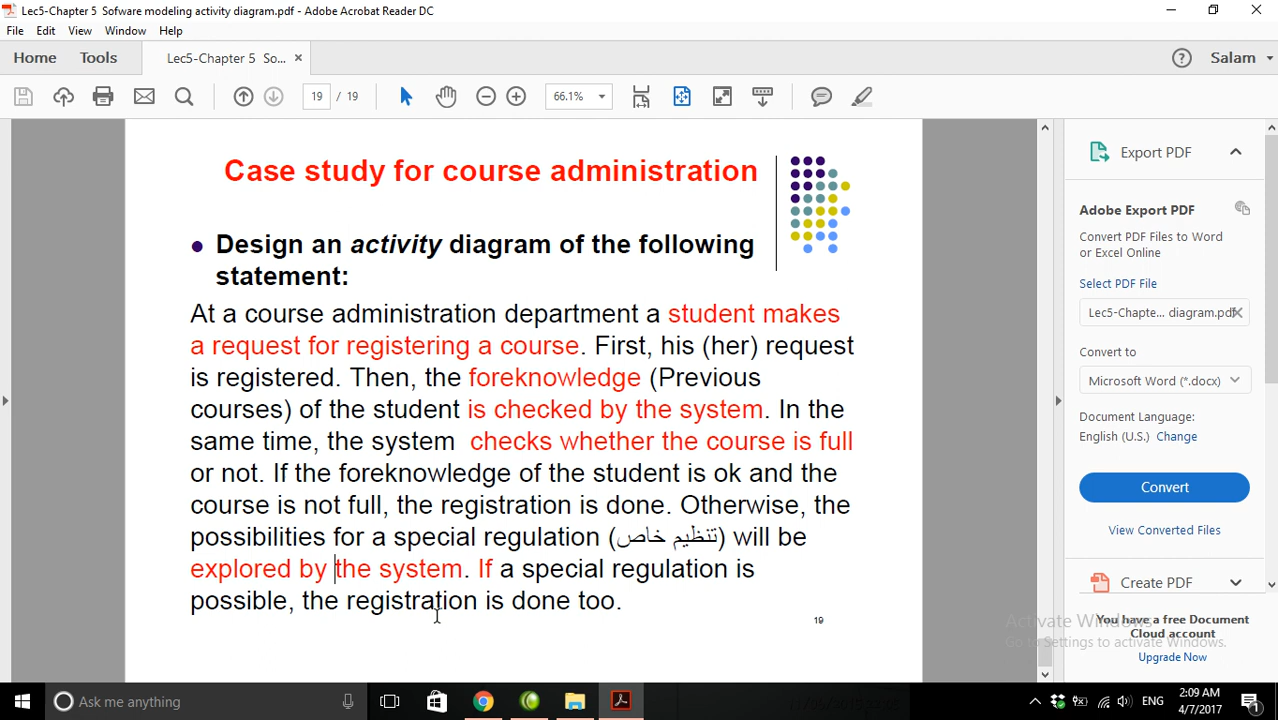 Lec5-Chapter 5 Sofware modeling activity diagram.pdf - Adobe Acrobat Reader DC
File Edit View Window Help
Home Tools Lec5-Chapter 5 So... × Salam
19 / 19 66.1%
Case study for course administration
Design an activity diagram of the following
statement:
At a course administration department a student makes
a request for registering a course. First, his (her) request
is registered. Then, the foreknowledge (Previous
courses) of the student is checked by the system. In the
same time, the system checks whether the course is full
or not. If the foreknowledge of the student is ok and the
course is not full, the registration is done. Otherwise, the
possibilities for a special regulation (تنظيم خاص) will be
explored by the system. If a special regulation is
possible, the registration is done too.
19
Export PDF
Adobe Export PDF
Convert PDF Files to Word
or Excel Online
Select PDF File
Lec5-Chapte... diagram.pdf
Convert to
Microsoft Word (*.docx)
Document Language:
English (U.S.) Change
Convert
View Converted Files
Create PDF
Activate Windows
Go to Settings to activate Windows.
You have a free Document
Cloud account
Upgrade Now
Ask me anything
ENG
2:09 AM
4/7/2017
1